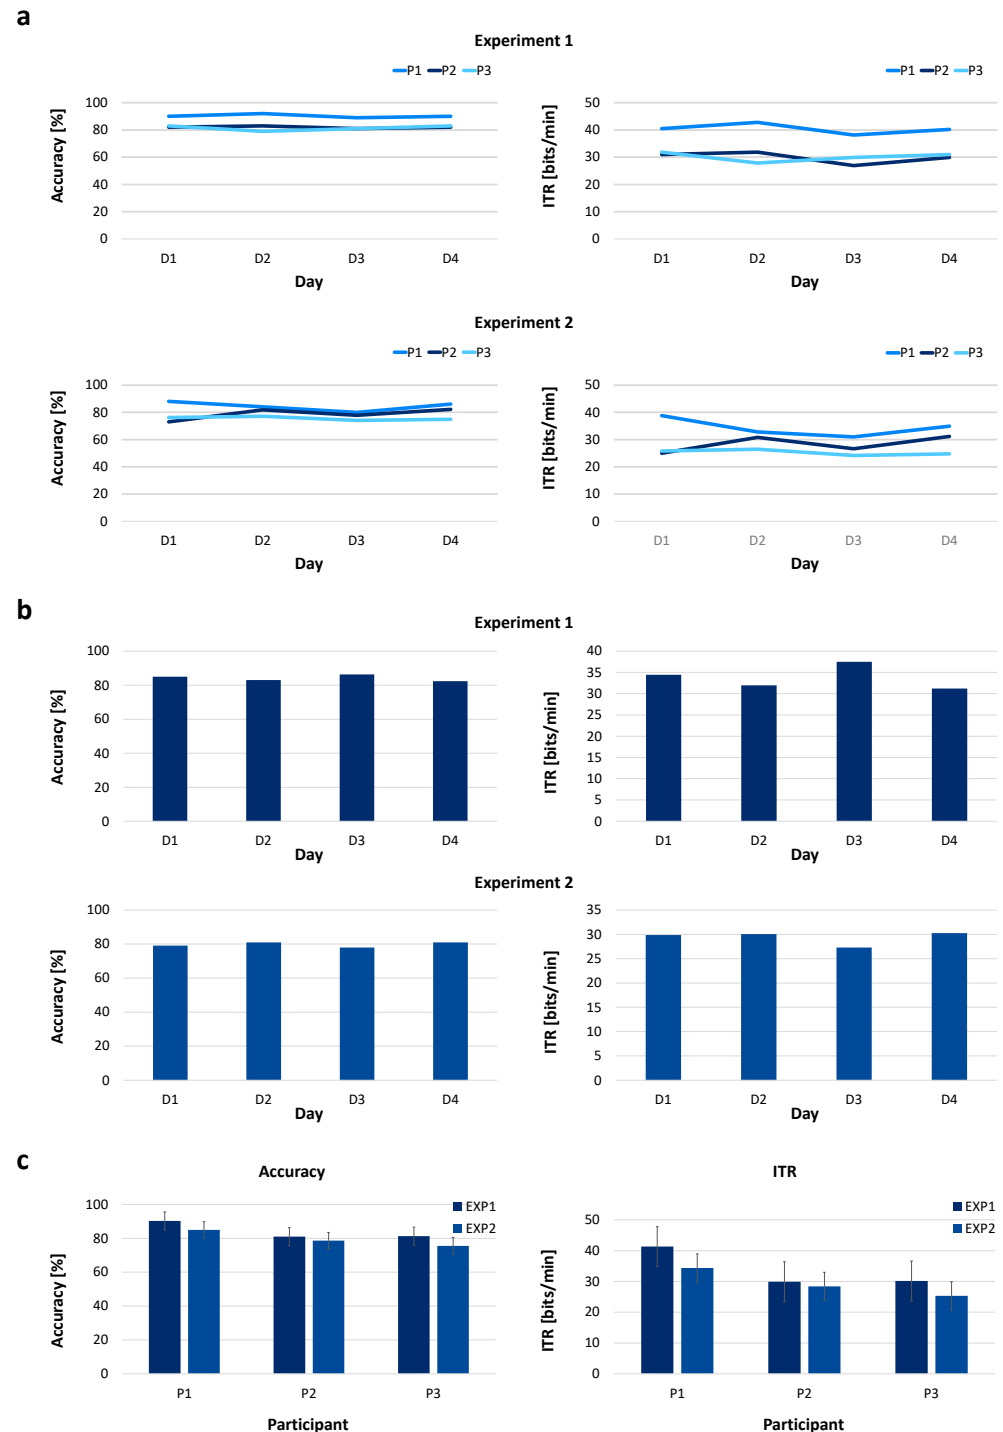 a
Experiment 1
P1 P2 P3
Accuracy [%]
100
80
60
40
20
0
D1 D2 D3 D4
Day
P1 P2 P3
ITR [bits/min]
50
40
30
20
10
0
D1 D2 D3 D4
Day
Experiment 2
P1 P2 P3
Accuracy [%]
100
80
60
40
20
0
D1 D2 D3 D4
Day
P1 P2 P3
ITR [bits/min]
50
40
30
20
10
0
D1 D2 D3 D4
Day
b
Experiment 1
Accuracy [%]
100
80
60
40
20
0
D1 D2 D3 D4
Day
ITR [bits/min]
40
35
30
25
20
15
10
5
0
D1 D2 D3 D4
Day
Experiment 2
Accuracy [%]
100
80
60
40
20
0
D1 D2 D3 D4
Day
ITR [bits/min]
35
30
25
20
15
10
5
0
D1 D2 D3 D4
Day
c
Accuracy
EXP1
EXP2
Accuracy [%]
100
80
60
40
20
0
P1 P2 P3
Participant
ITR
EXP1
EXP2
ITR [bits/min]
50
40
30
20
10
0
P1 P2 P3
Participant